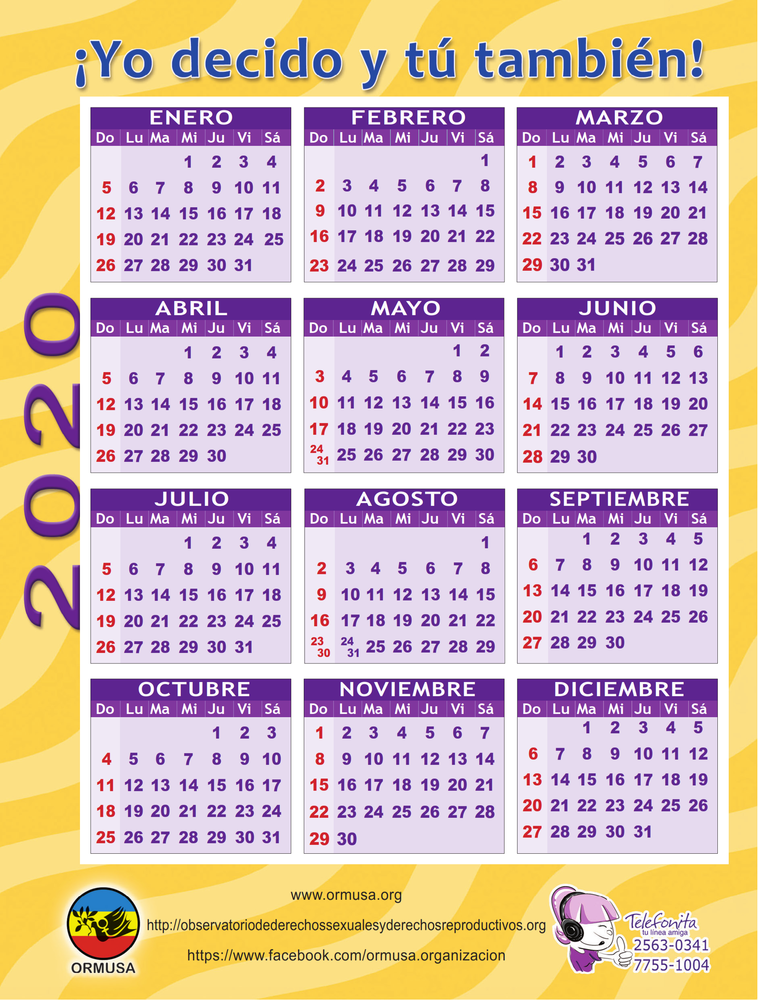 ¡Yo decido y tú también!
2020
ENERO
Do Lu Ma Mi Ju Vi Sá
1 2 3 4
5 6 7 8 9 10 11
12 13 14 15 16 17 18
19 20 21 22 23 24 25
26 27 28 29 30 31
FEBRERO
Do Lu Ma Mi Ju Vi Sá
1
2 3 4 5 6 7 8
9 10 11 12 13 14 15
16 17 18 19 20 21 22
23 24 25 26 27 28 29
MARZO
Do Lu Ma Mi Ju Vi Sá
1 2 3 4 5 6 7
8 9 10 11 12 13 14
15 16 17 18 19 20 21
22 23 24 25 26 27 28
29 30 31
ABRIL
Do Lu Ma Mi Ju Vi Sá
1 2 3 4
5 6 7 8 9 10 11
12 13 14 15 16 17 18
19 20 21 22 23 24 25
26 27 28 29 30
MAYO
Do Lu Ma Mi Ju Vi Sá
1 2
3 4 5 6 7 8 9
10 11 12 13 14 15 16
17 18 19 20 21 22 23
24 31 25 26 27 28 29 30
JUNIO
Do Lu Ma Mi Ju Vi Sá
1 2 3 4 5 6
7 8 9 10 11 12 13
14 15 16 17 18 19 20
21 22 23 24 25 26 27
28 29 30
JULIO
Do Lu Ma Mi Ju Vi Sá
1 2 3 4
5 6 7 8 9 10 11
12 13 14 15 16 17 18
19 20 21 22 23 24 25
26 27 28 29 30 31
AGOSTO
Do Lu Ma Mi Ju Vi Sá
1
2 3 4 5 6 7 8
9 10 11 12 13 14 15
16 17 18 19 20 21 22
23 30 24 31 25 26 27 28 29
SEPTIEMBRE
Do Lu Ma Mi Ju Vi Sá
1 2 3 4 5
6 7 8 9 10 11 12
13 14 15 16 17 18 19
20 21 22 23 24 25 26
27 28 29 30
OCTUBRE
Do Lu Ma Mi Ju Vi Sá
1 2 3
4 5 6 7 8 9 10
11 12 13 14 15 16 17
18 19 20 21 22 23 24
25 26 27 28 29 30 31
NOVIEMBRE
Do Lu Ma Mi Ju Vi Sá
1 2 3 4 5 6 7
8 9 10 11 12 13 14
15 16 17 18 19 20 21
22 23 24 25 26 27 28
29 30
DICIEMBRE
Do Lu Ma Mi Ju Vi Sá
1 2 3 4 5
6 7 8 9 10 11 12
13 14 15 16 17 18 19
20 21 22 23 24 25 26
27 28 29 30 31
ORMUSA
www.ormusa.org
http://observatoriodederechossexualesyderechosreproductivos.org
https://www.facebook.com/ormusa.organizacion
Telefonita
tu línea amiga
2563-0341
7755-1004